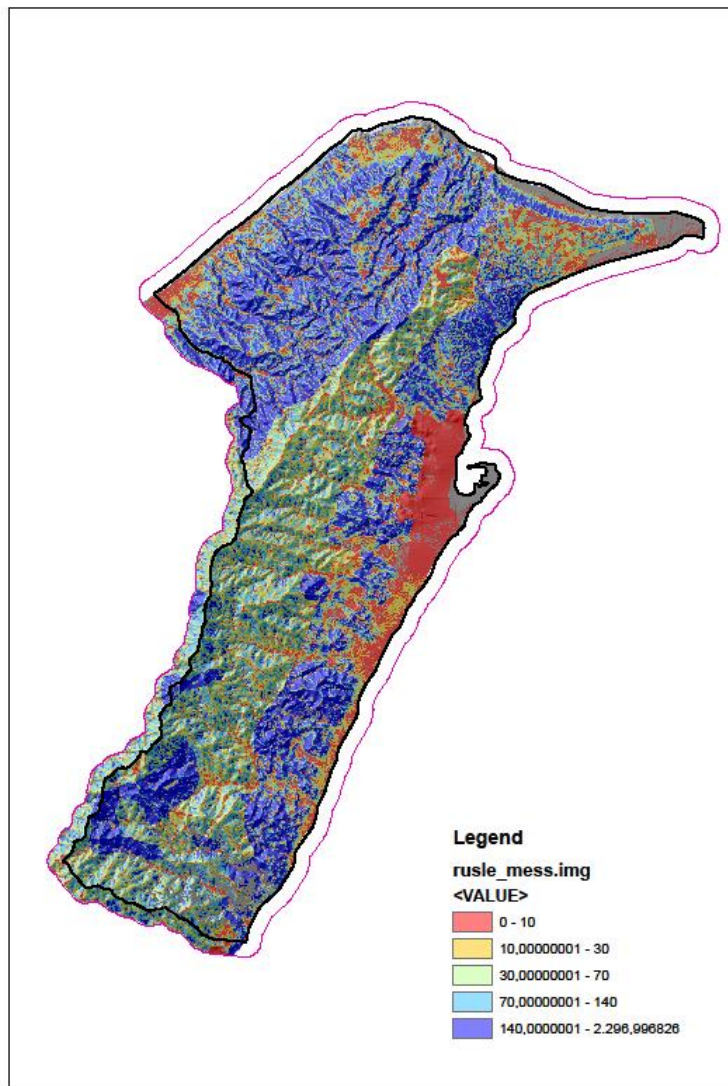 Legend
rusle_mess.img
<VALUE>
0 - 10
10,00000001 - 30
30,00000001 - 70
70,00000001 - 140
140,0000001 - 2.296,996826